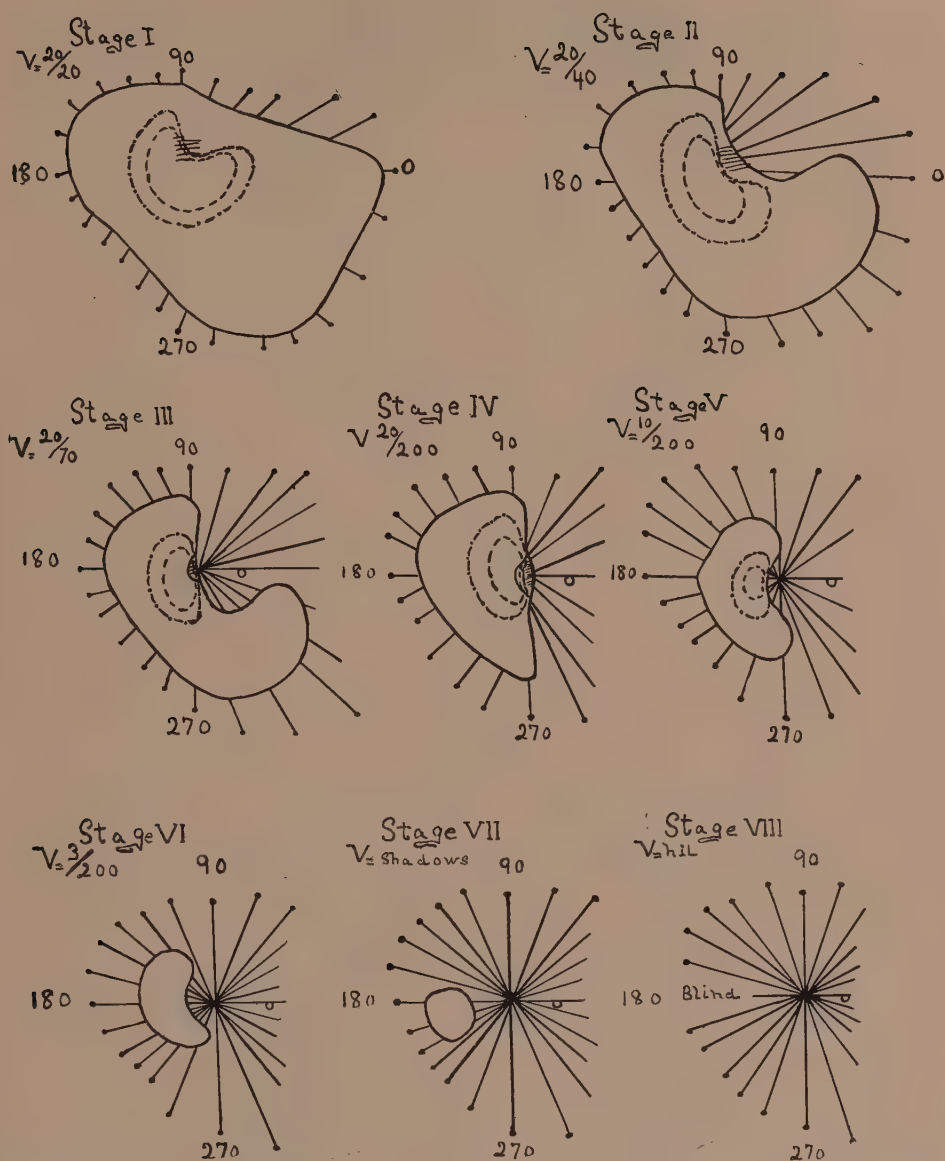 Stage I
V=20/20
90
180
0
270
Stage II
V=20/40
90
180
0
270
Stage III
V=20/70
90
180
0
270
Stage IV
V 20/200
90
180
0
270
Stage V
V=10/200
90
180
0
270
Stage VI
V=3/200
90
180
0
270
Stage VII
V=Shadows
90
180
0
270
Stage VIII
V=nIL
90
180
Blind
0
270